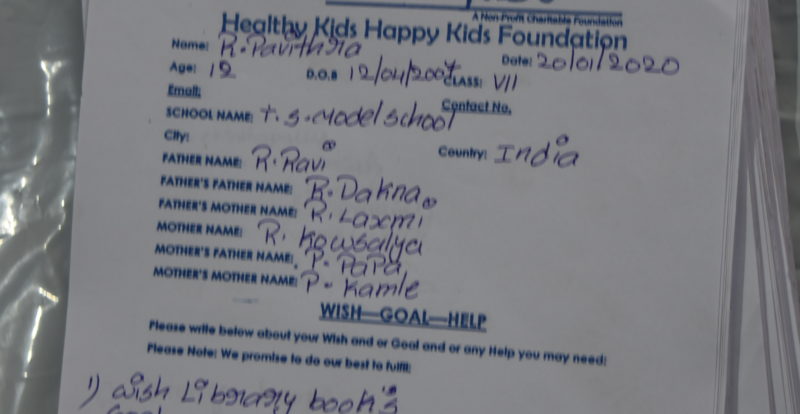 A Non-Profit Charitable Foundation
Healthy Kids Happy Kids Foundation
Name: R. Pavithra Date: 20/01/2020
Age: 12 D.O.B 12/04/2007 CLASS: VII
Email: Contact No.
SCHOOL NAME: T. S. Model School
City: Country: India
FATHER NAME: R. Ravi
FATHER'S FATHER NAME: R. Dakna
FATHER'S MOTHER NAME: R. Laxmi
MOTHER NAME: R. Kowsalya
MOTHER'S FATHER NAME: P. PaPa
MOTHER'S MOTHER NAME: P. Kamle
WISH—GOAL—HELP
Please write below about your Wish and or Goal and or any Help you may need:
Please Note: We promise to do our best to fulfill:
1) wish Library book's